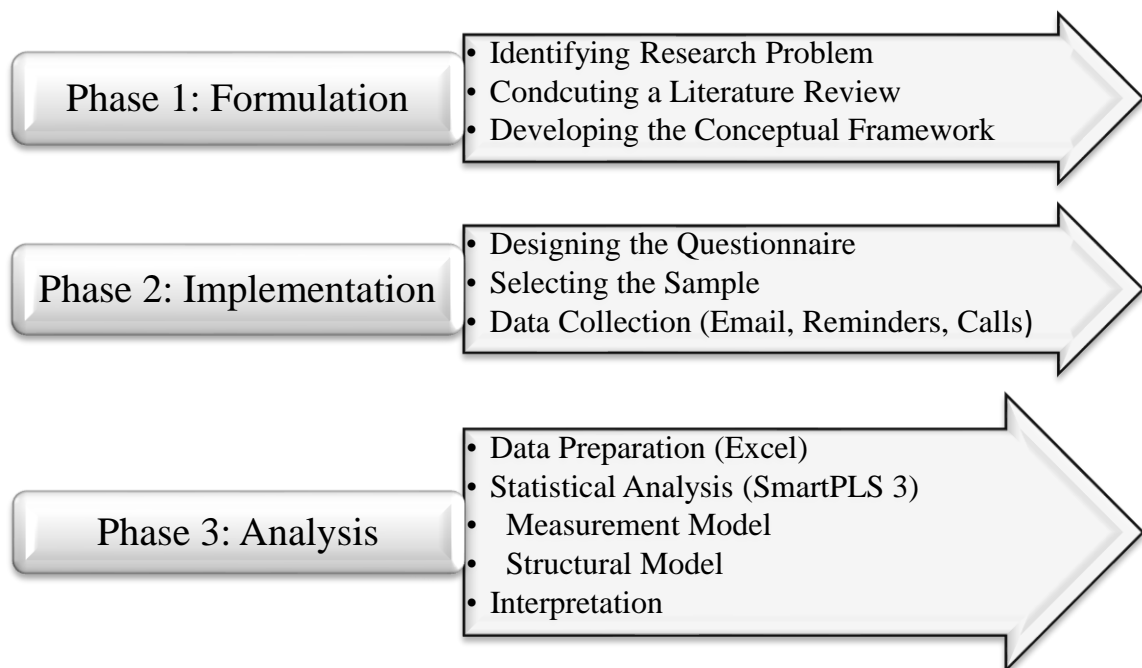 Phase 1: Formulation
• Identifying Research Problem
• Condcuting a Literature Review
• Developing the Conceptual Framework
Phase 2: Implementation
• Designing the Questionnaire
• Selecting the Sample
• Data Collection (Email, Reminders, Calls)
Phase 3: Analysis
• Data Preparation (Excel)
• Statistical Analysis (SmartPLS 3)
• Measurement Model
• Structural Model
• Interpretation